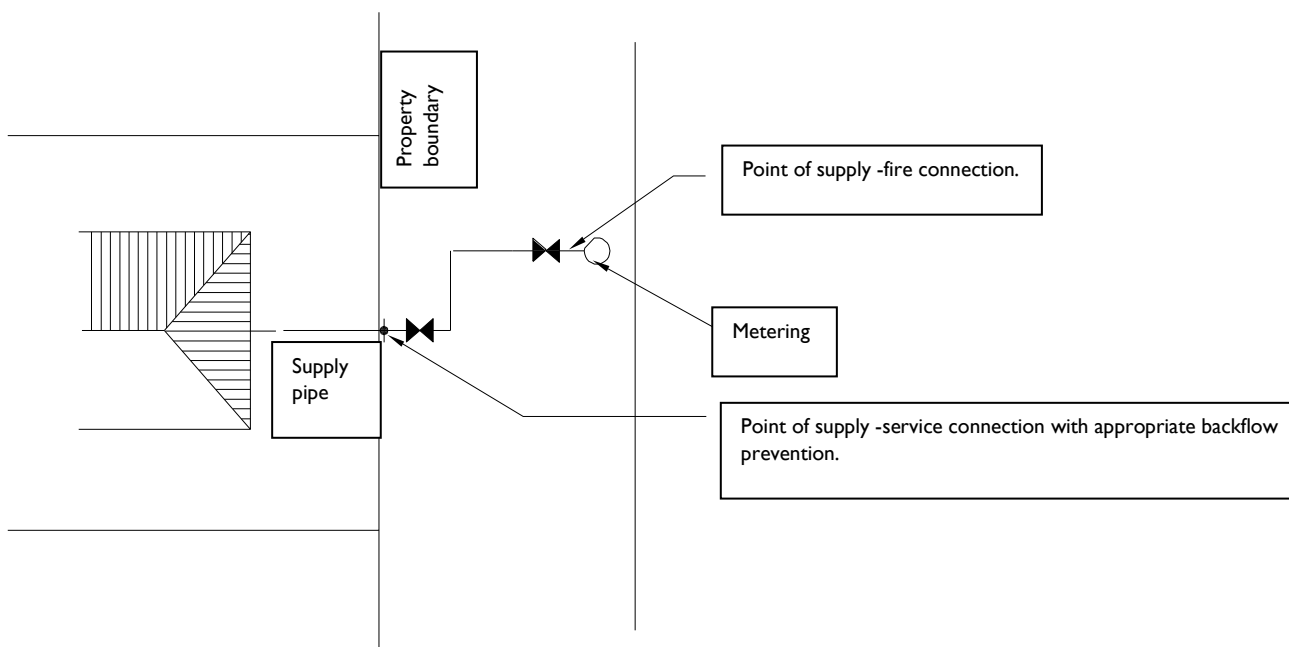 Property
boundary
Point of supply -fire connection.
Metering
Supply
pipe
Point of supply -service connection with appropriate backflow
prevention.